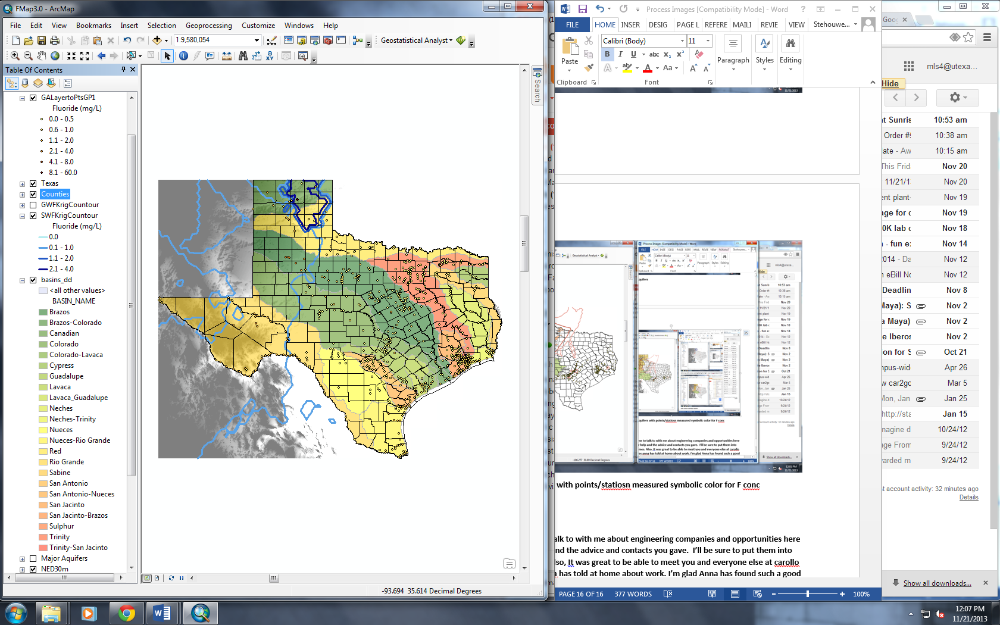 FMap3.0 - ArcMap
File Edit View Bookmarks Insert Selection Geoprocessing Customize Windows Help
1:9,580,054
Geostatistical Analyst
Table Of Contents
GALayertoPtsGP1
Fluoride (mg/L)
0.0 - 0.5
0.6 - 1.0
1.1 - 2.0
2.1 - 4.0
4.1 - 8.0
8.1 - 60.0
Texas
Counties
GWFKrigCountour
SWFKrigCountour
Fluoride (mg/L)
0.0
0.1 - 1.0
1.1 - 2.0
2.1 - 4.0
basins_dd
<all other values>
BASIN_NAME
Brazos
Brazos-Colorado
Canadian
Colorado
Colorado-Lavaca
Cypress
Guadalupe
Lavaca
Lavaca_Guadalupe
Neches
Neches-Trinity
Nueces
Nueces-Rio Grande
Red
Rio Grande
Sabine
San Antonio
San Antonio-Nueces
San Jacinto
San Jacinto-Brazos
Sulphur
Trinity
Trinity-San Jacinto
Major Aquifers
NED30m
Search
-93.694 35.614 Decimal Degrees
Process Images [Compatibility Mode] - Word
FILE HOME INSER DESIG PAGE L REFERE MAILI REVIE VIEW Stehouwe...
Calibri (Body) 11
Paste
B I U abc x₂ x²
A Aa A A
Paragraph Styles Editing
Clipboard Font
11/21/2013
with points/statiosn measured symbolic color for F conc
alk to with me about engineering companies and opportunities here
nd the advice and contacts you gave. I'll be sure to put them into
lso, It was great to be able to meet you and everyone else at carollo
a has told at home about work. I'm glad Anna has found such a good
PAGE 16 OF 16 377 WORDS 100%
Goo
mls4@utexa...
Hide
t Sunris 10:53 am
Order #5 10:38 am
ate - Aw 10:15 am
This Frid Nov 20
11/21/1 Nov 20
ent plant- Nov 19
age for c Nov 19
0K lab c Nov 18
- fun e: Nov 14
2014 - Da Nov 12
n eBill No Nov 12
Deadlin Nov 8
Maya): S Nov 2
a Maya) Nov 2
e Iberos Nov 2
on for S Oct 21
npus-wid Apr 26
w car2gc Mar 5
Mon, Jan Jan 25
http://sta Jan 15
magine d 10/24/12
ge From 9/24/12
arded m 9/24/12
t account activity: 32 minutes ago
Details
Show all downloads...
12:07 PM
11/21/2013